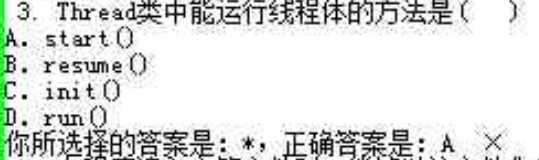 3. Thread类中能运行线程体的方法是(  )
A. start()
B. resume()
C. init()
D. run()
你所选择的答案是：*，正确答案是：A ×